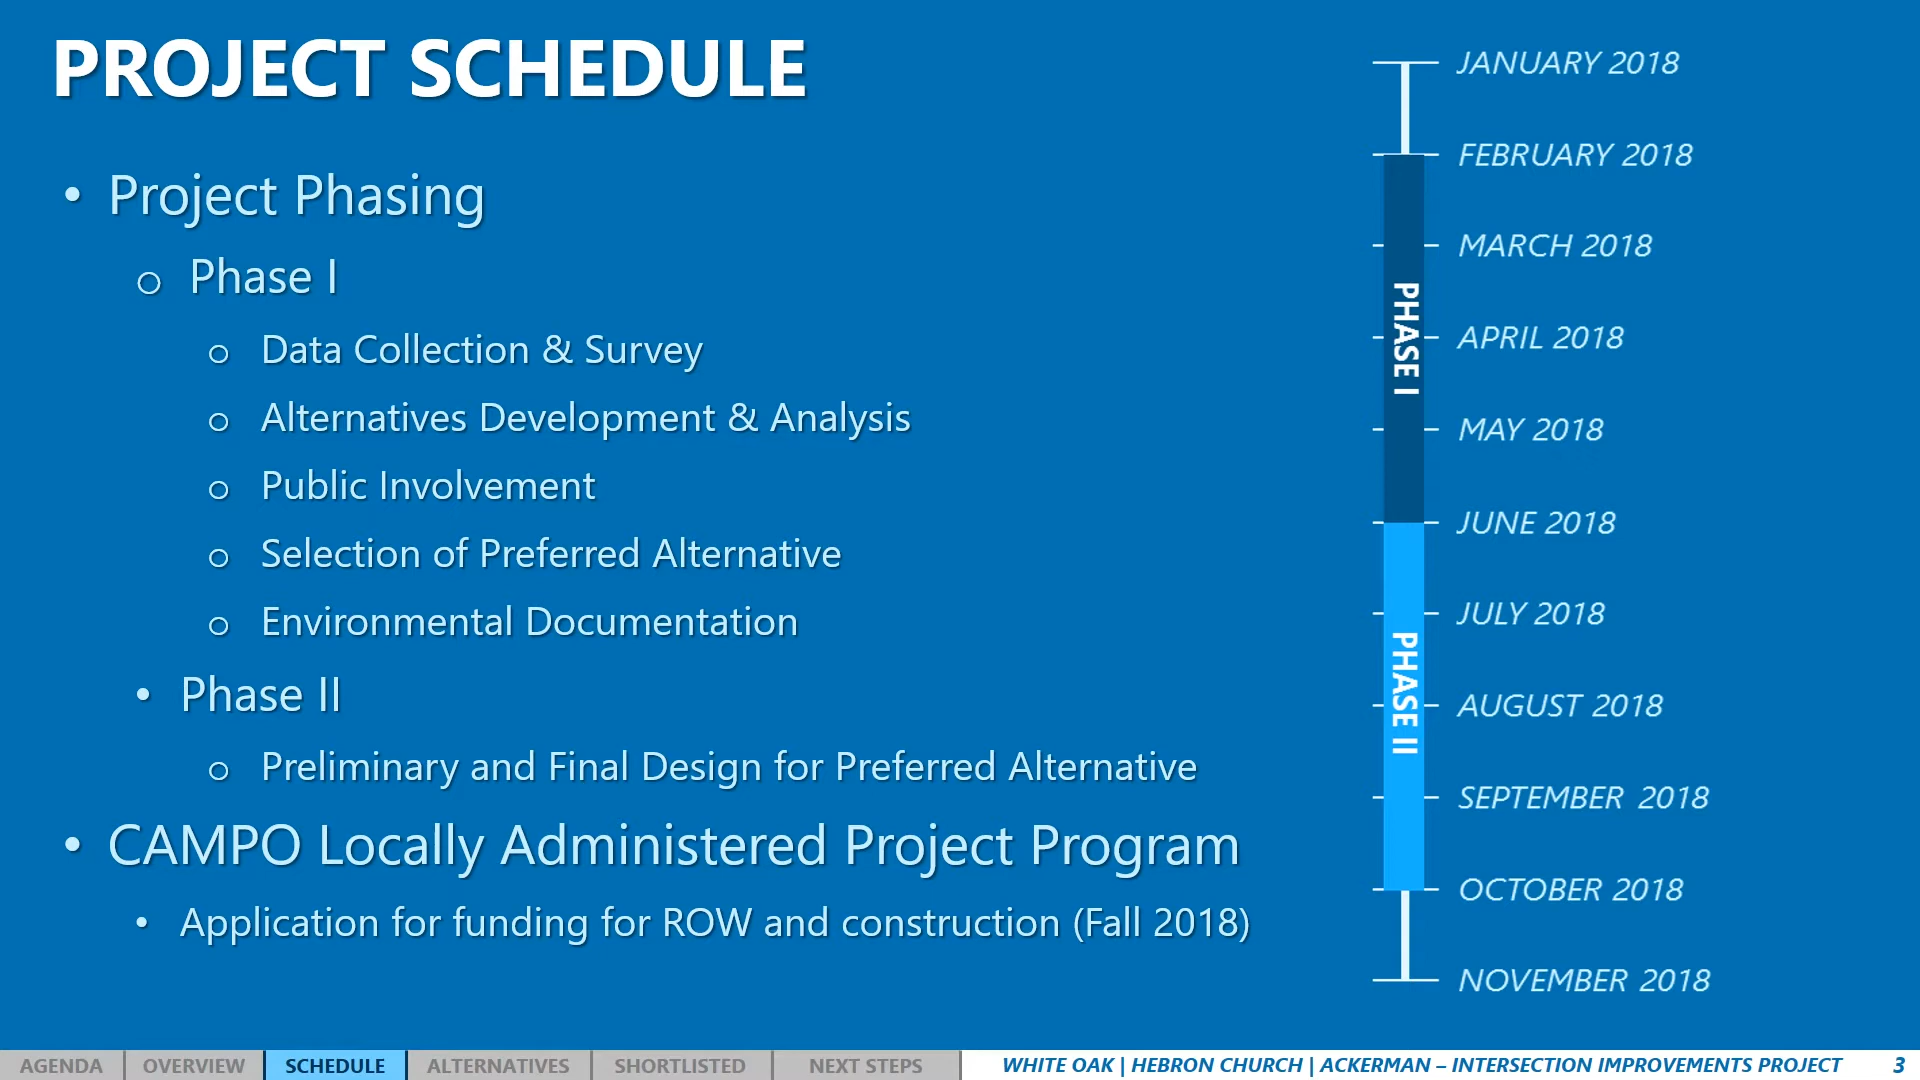 PROJECT SCHEDULE
• Project Phasing
o Phase I
o Data Collection & Survey
o Alternatives Development & Analysis
o Public Involvement
o Selection of Preferred Alternative
o Environmental Documentation
• Phase II
o Preliminary and Final Design for Preferred Alternative
• CAMPO Locally Administered Project Program
• Application for funding for ROW and construction (Fall 2018)
JANUARY 2018
FEBRUARY 2018
MARCH 2018
APRIL 2018
MAY 2018
JUNE 2018
JULY 2018
AUGUST 2018
SEPTEMBER 2018
OCTOBER 2018
NOVEMBER 2018
PHASE I
PHASE II
AGENDA OVERVIEW SCHEDULE ALTERNATIVES SHORTLISTED NEXT STEPS WHITE OAK | HEBRON CHURCH | ACKERMAN – INTERSECTION IMPROVEMENTS PROJECT 3